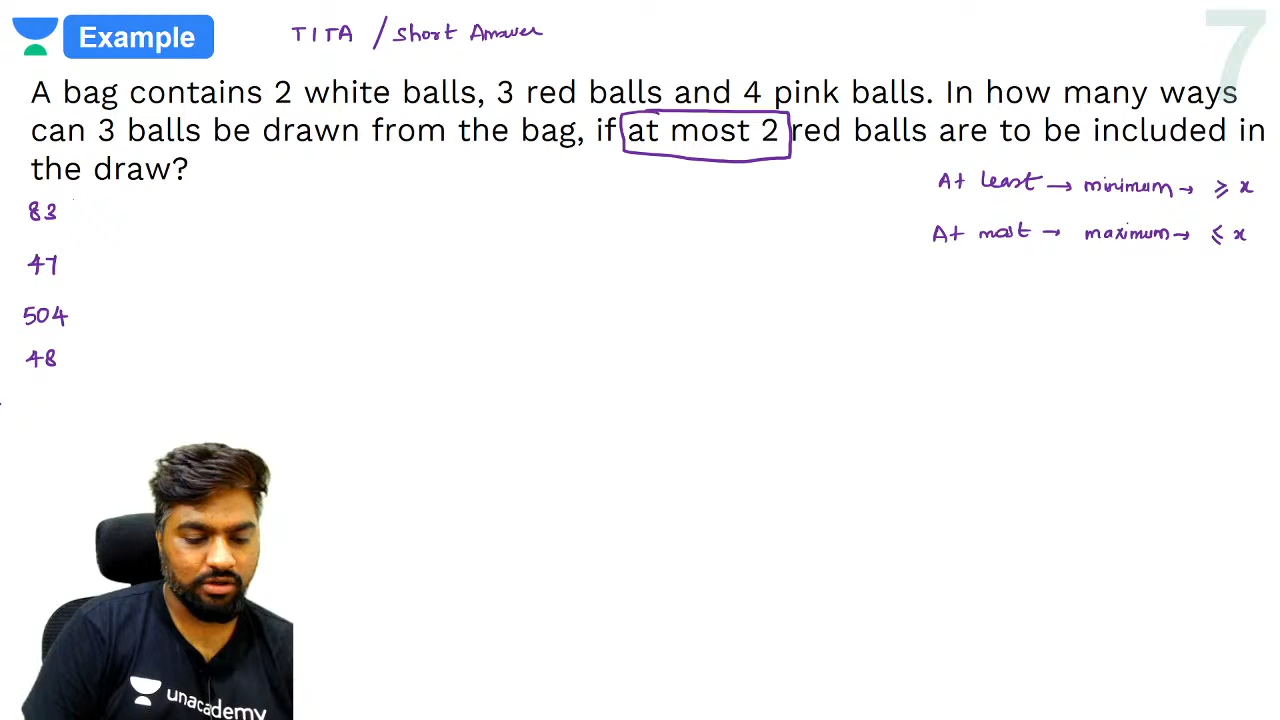 Example
TITA / Short Answer
7
A bag contains 2 white balls, 3 red balls and 4 pink balls. In how many ways
can 3 balls be drawn from the bag, if at most 2 red balls are to be included in
the draw?
At least → minimum → ≥ x
At most → maximum → ≤ x
83
47
504
48
unacademy